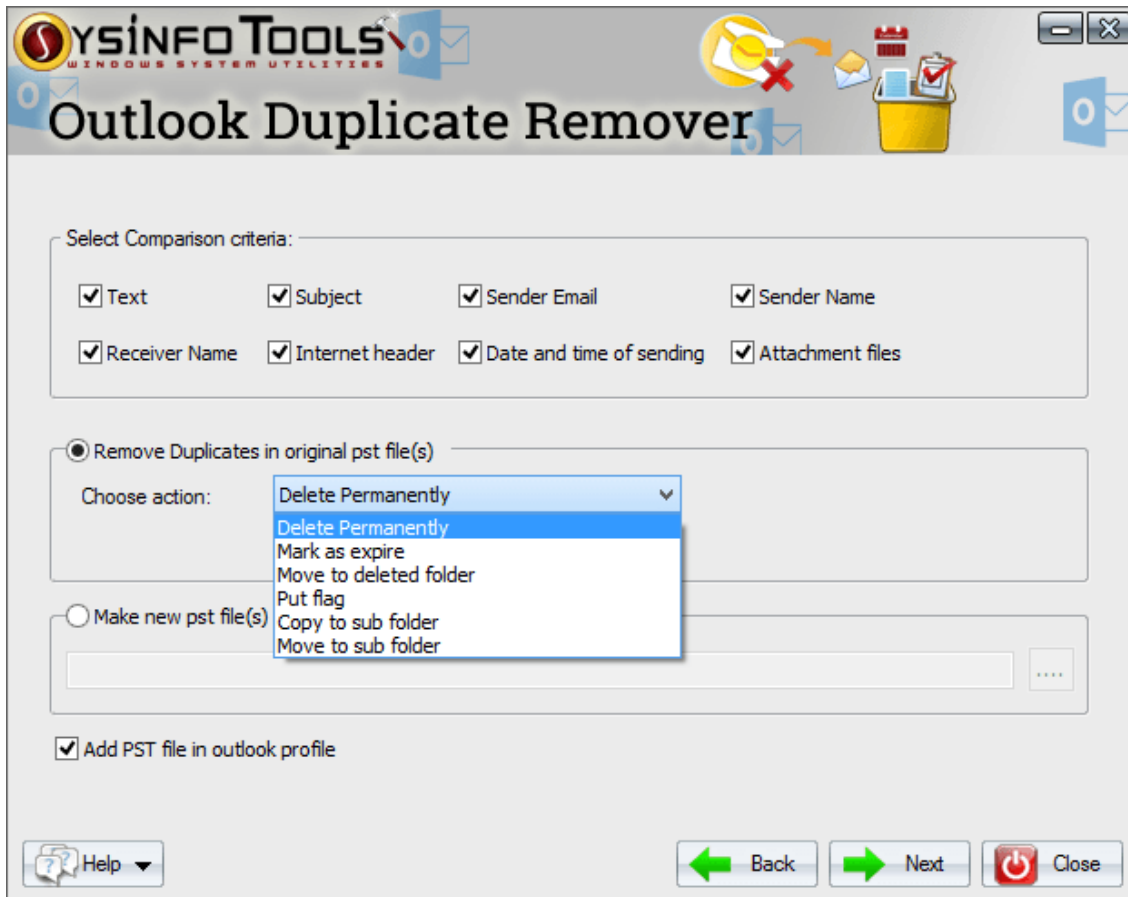 SYSINFOTOOLS
WINDOWS SYSTEM UTILITIES
Outlook Duplicate Remover
Select Comparison criteria:
Text Subject Sender Email Sender Name
Receiver Name Internet header Date and time of sending Attachment files
Remove Duplicates in original pst file(s)
Choose action: Delete Permanently
Delete Permanently
Mark as expire
Move to deleted folder
Put flag
Copy to sub folder
Move to sub folder
Make new pst file(s)
....
Add PST file in outlook profile
Help Back Next Close